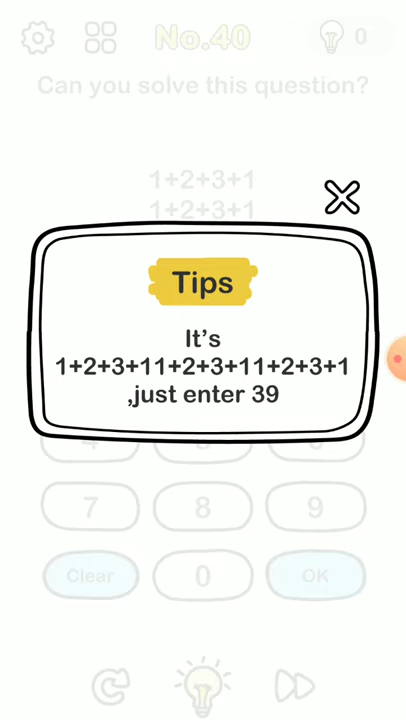 No.40
0
Can you solve this question?
1+2+3+1
1+2+3+1
Tips
It's
1+2+3+11+2+3+11+2+3+1
,just enter 39
7 8 9
Clear 0 OK